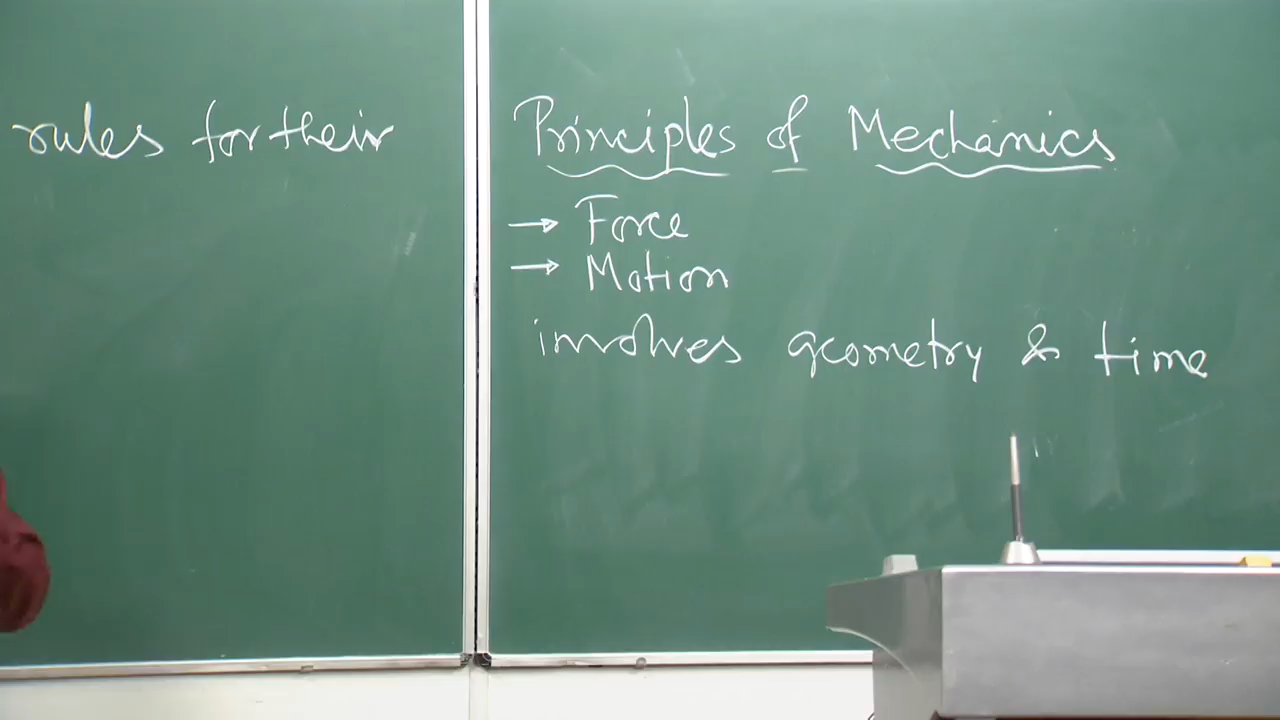 rules for their
Principles of Mechanics
→ Force
→ Motion
involves geometry & time